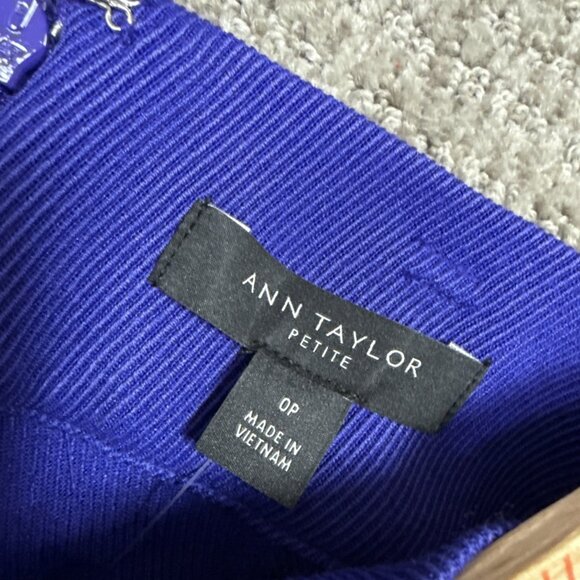 ANN TAYLOR
PETITE
0P
MADE IN
VIETNAM